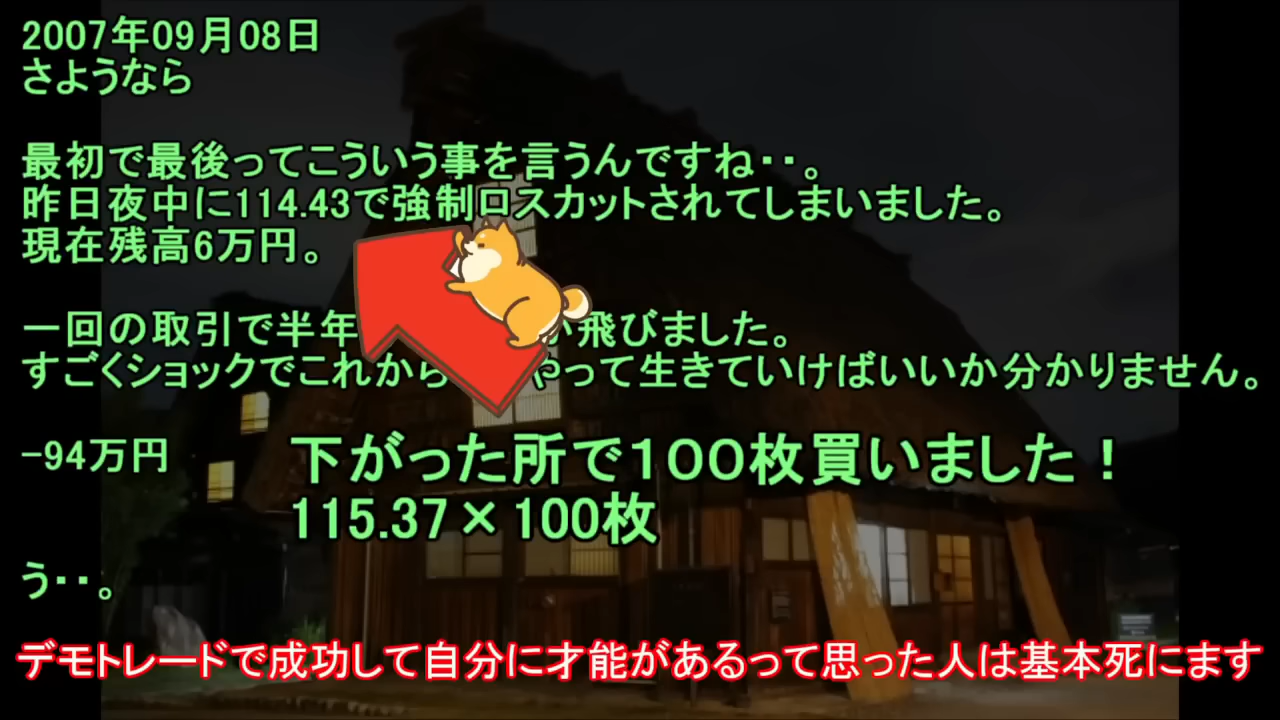 2007年09月08日
さようなら
最初で最後ってこういう事を言うんですね・・。
昨日夜中に114.43で強制ロスカットされてしまいました。
現在残高6万円。
一回の取引で半年 飛びました。
すごくショックでこれから やって生きていけばいいか分かりません。
-94万円
下がった所で１００枚買いました！
115.37×100枚
う・・。
デモトレードで成功して自分に才能があるって思った人は基本死にます